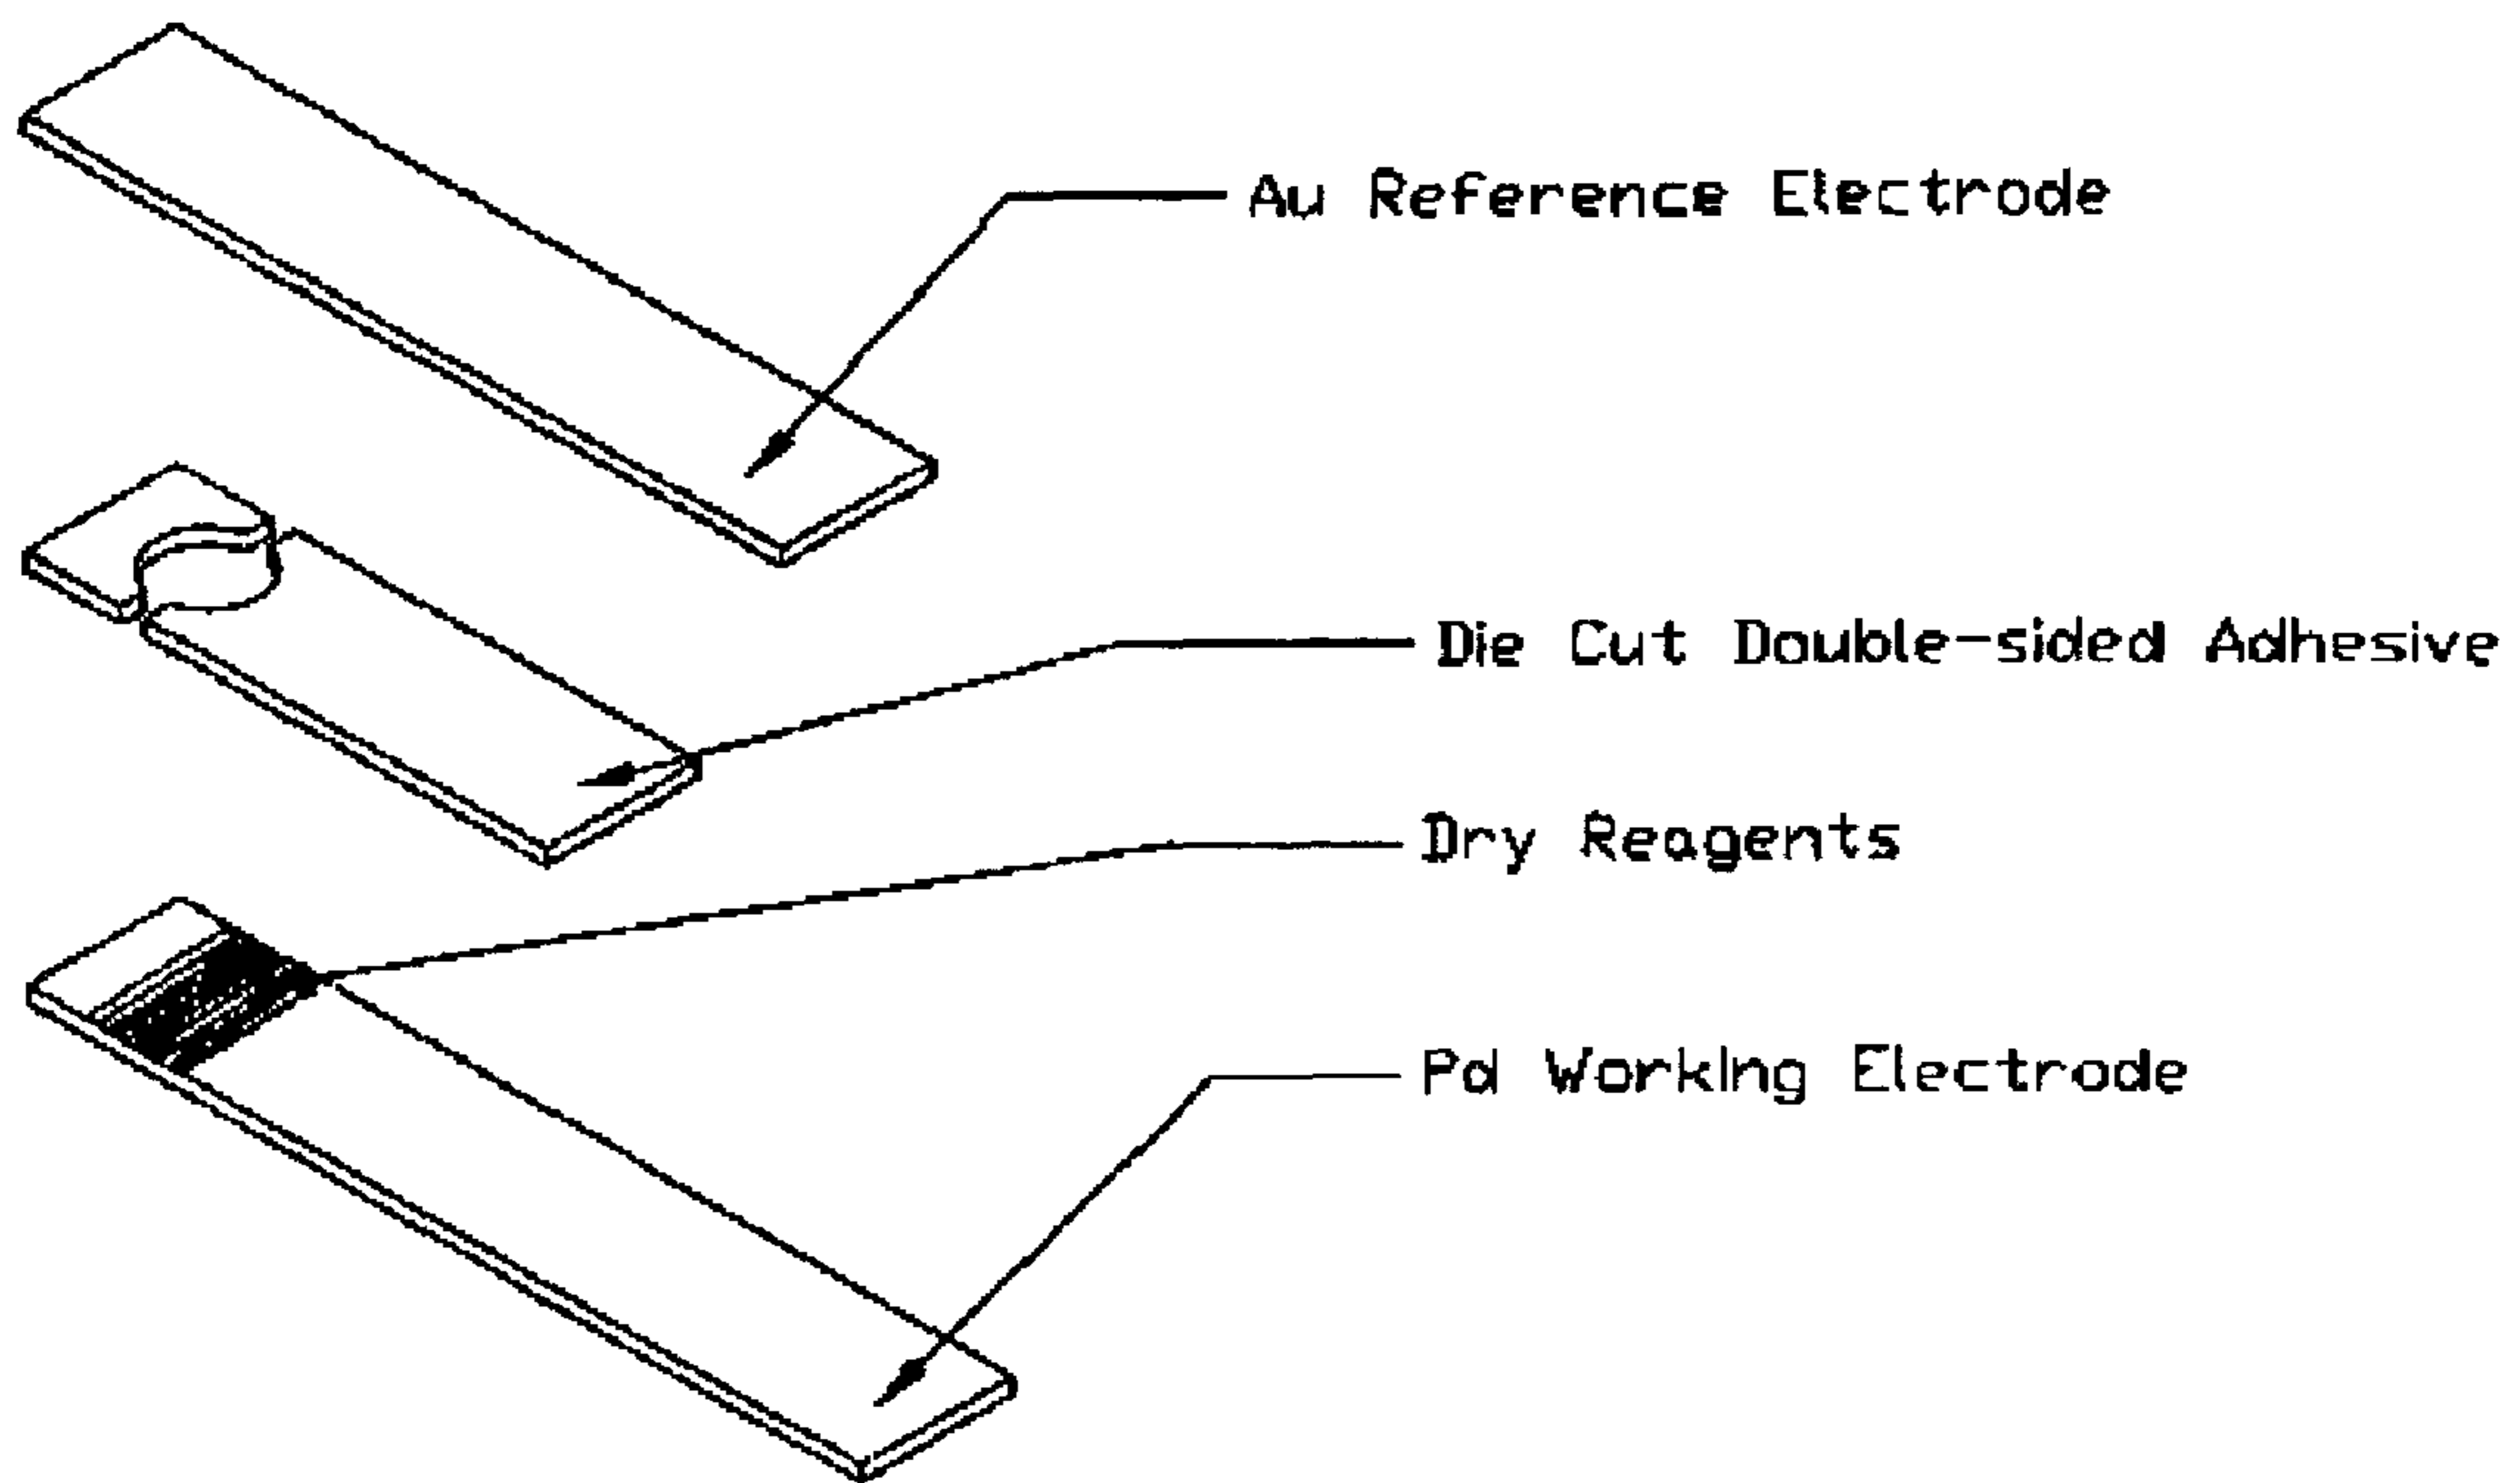 Au Reference Electrode
Die Cut Double-sided Adhesive
Dry Reagents
Pd Working Electrode